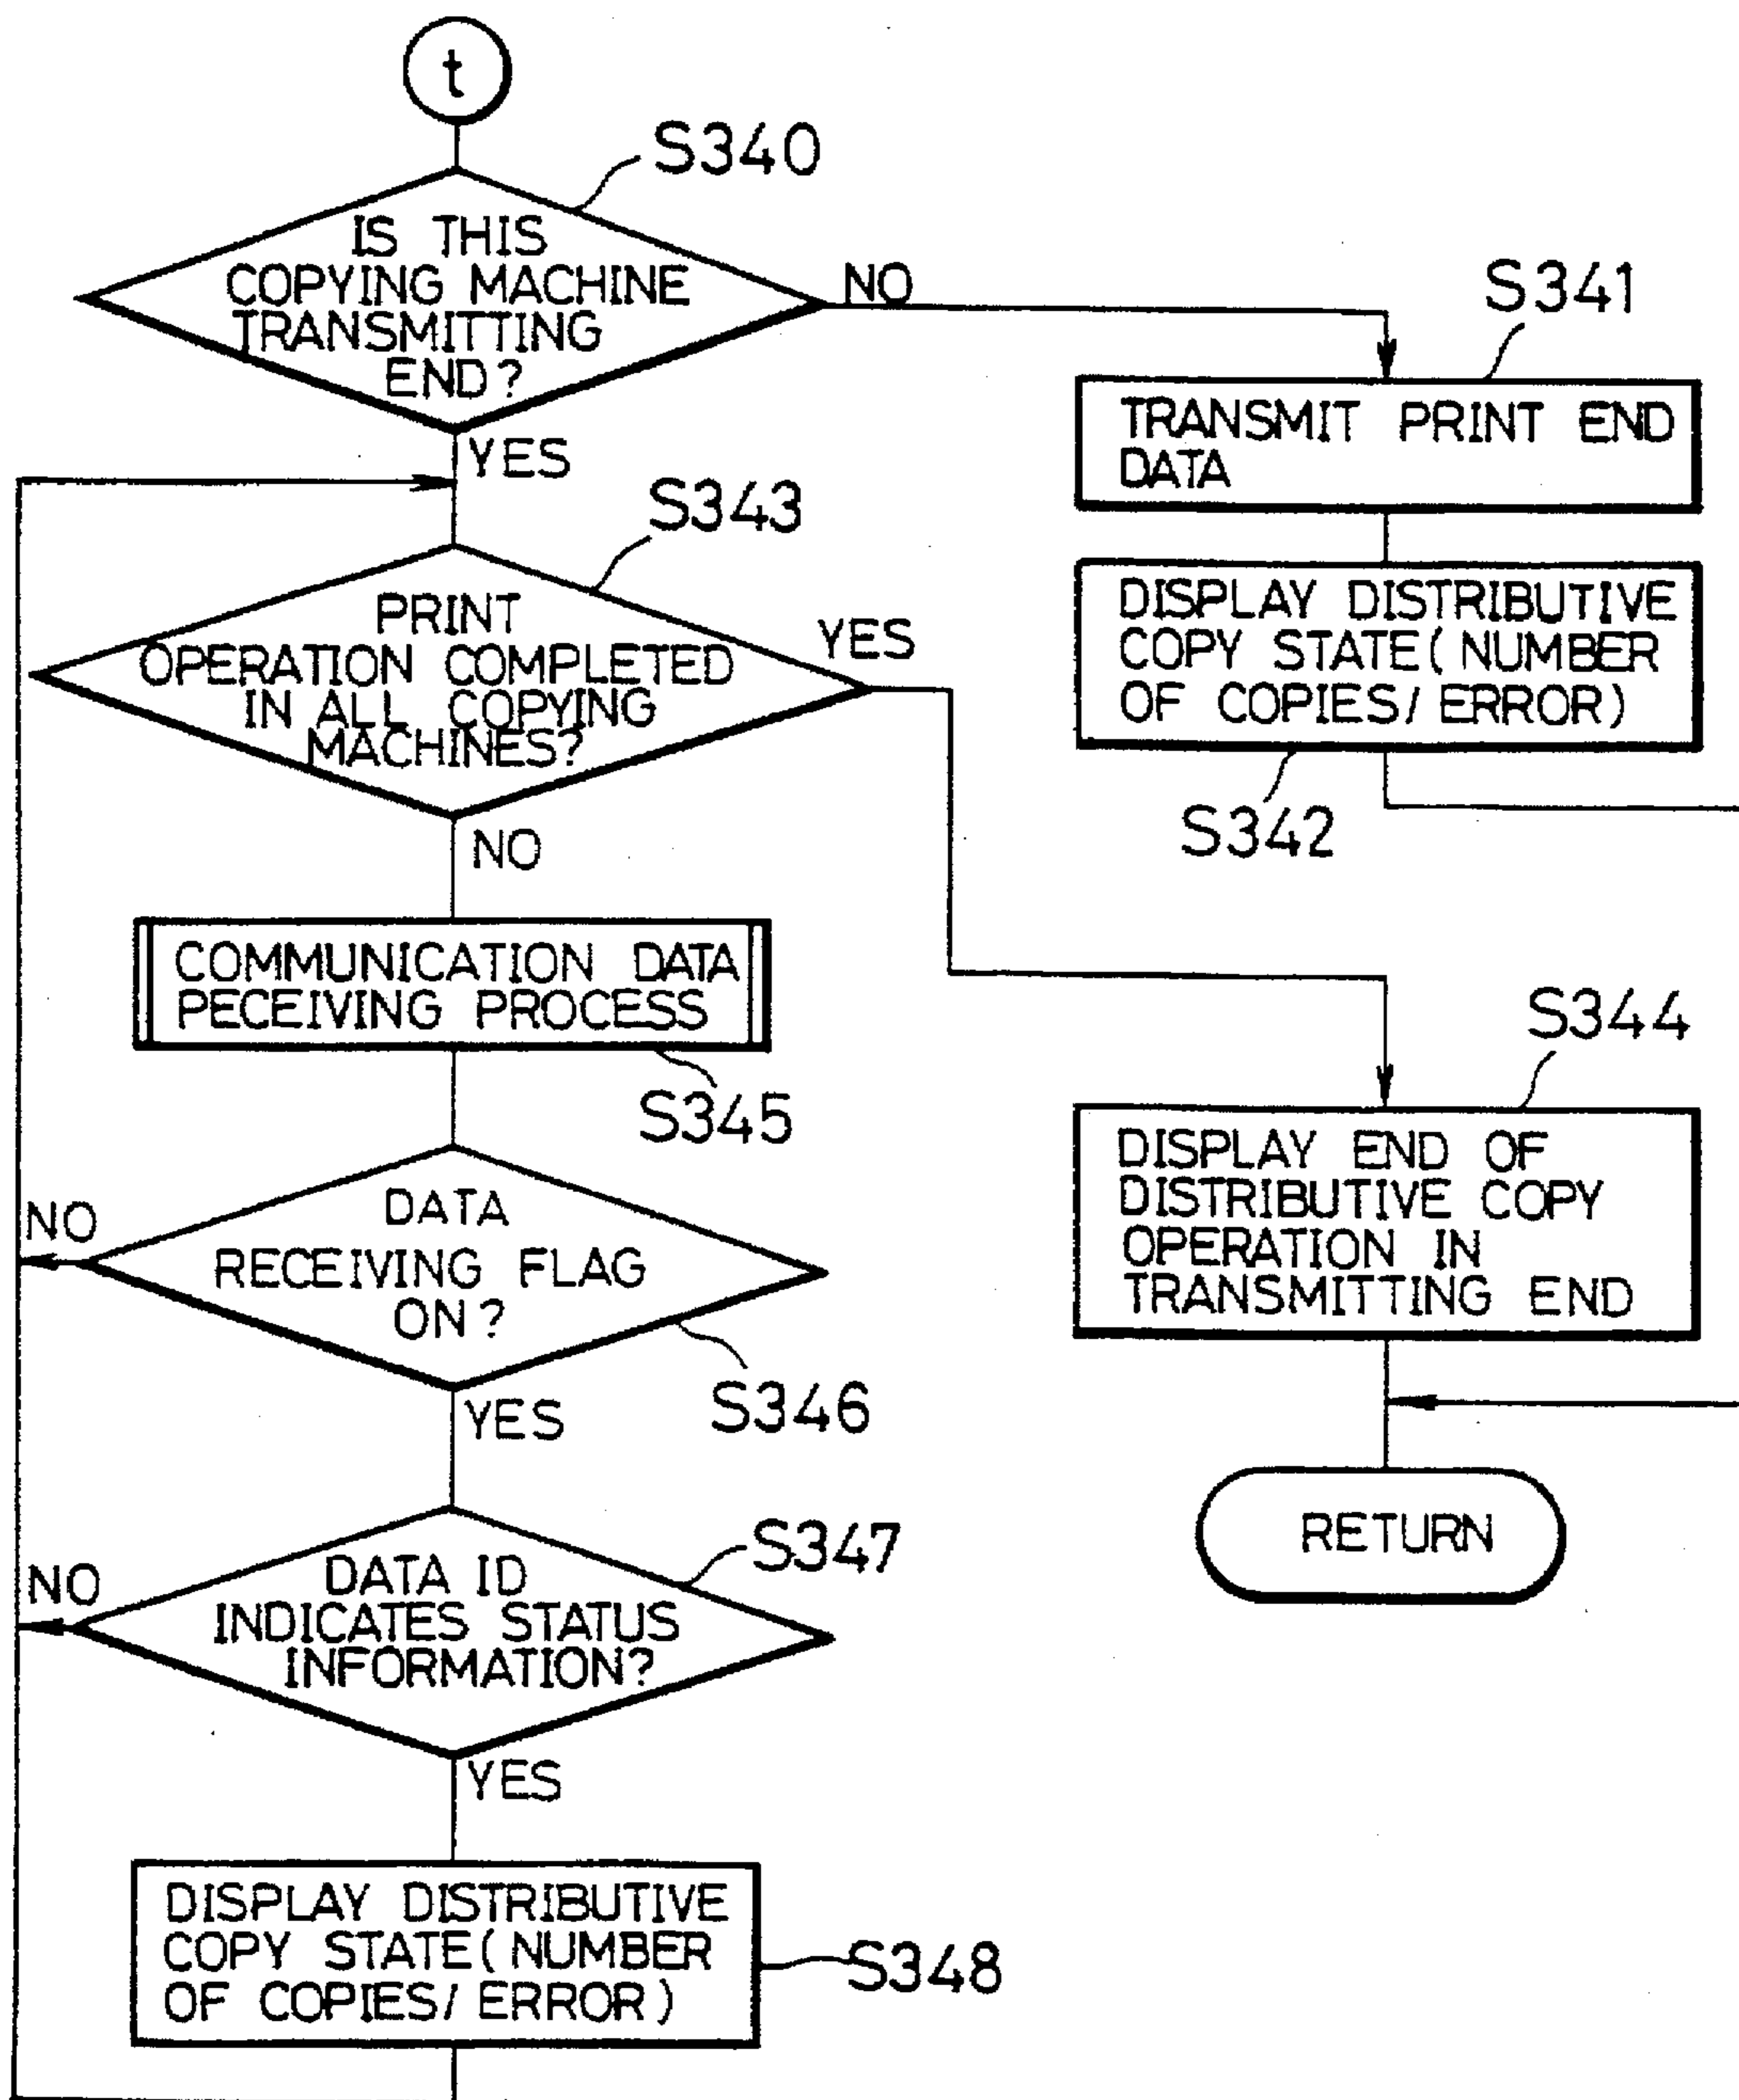 t
S340
IS THIS
COPYING MACHINE
TRANSMITTING
END?
NO
YES
S341
TRANSMIT PRINT END
DATA
S343
PRINT
OPERATION COMPLETED
IN ALL COPYING
MACHINES?
YES
NO
DISPLAY DISTRIBUTIVE
COPY STATE(NUMBER
OF COPIES/ERROR)
S342
COMMUNICATION DATA
PECEIVING PROCESS
S345
S344
DISPLAY END OF
DISTRIBUTIVE COPY
OPERATION IN
TRANSMITTING END
DATA
RECEIVING FLAG
ON?
NO
YES
S346
RETURN
S347
DATA ID
INDICATES STATUS
INFORMATION?
NO
YES
DISPLAY DISTRIBUTIVE
COPY STATE(NUMBER
OF COPIES/ERROR)
S348